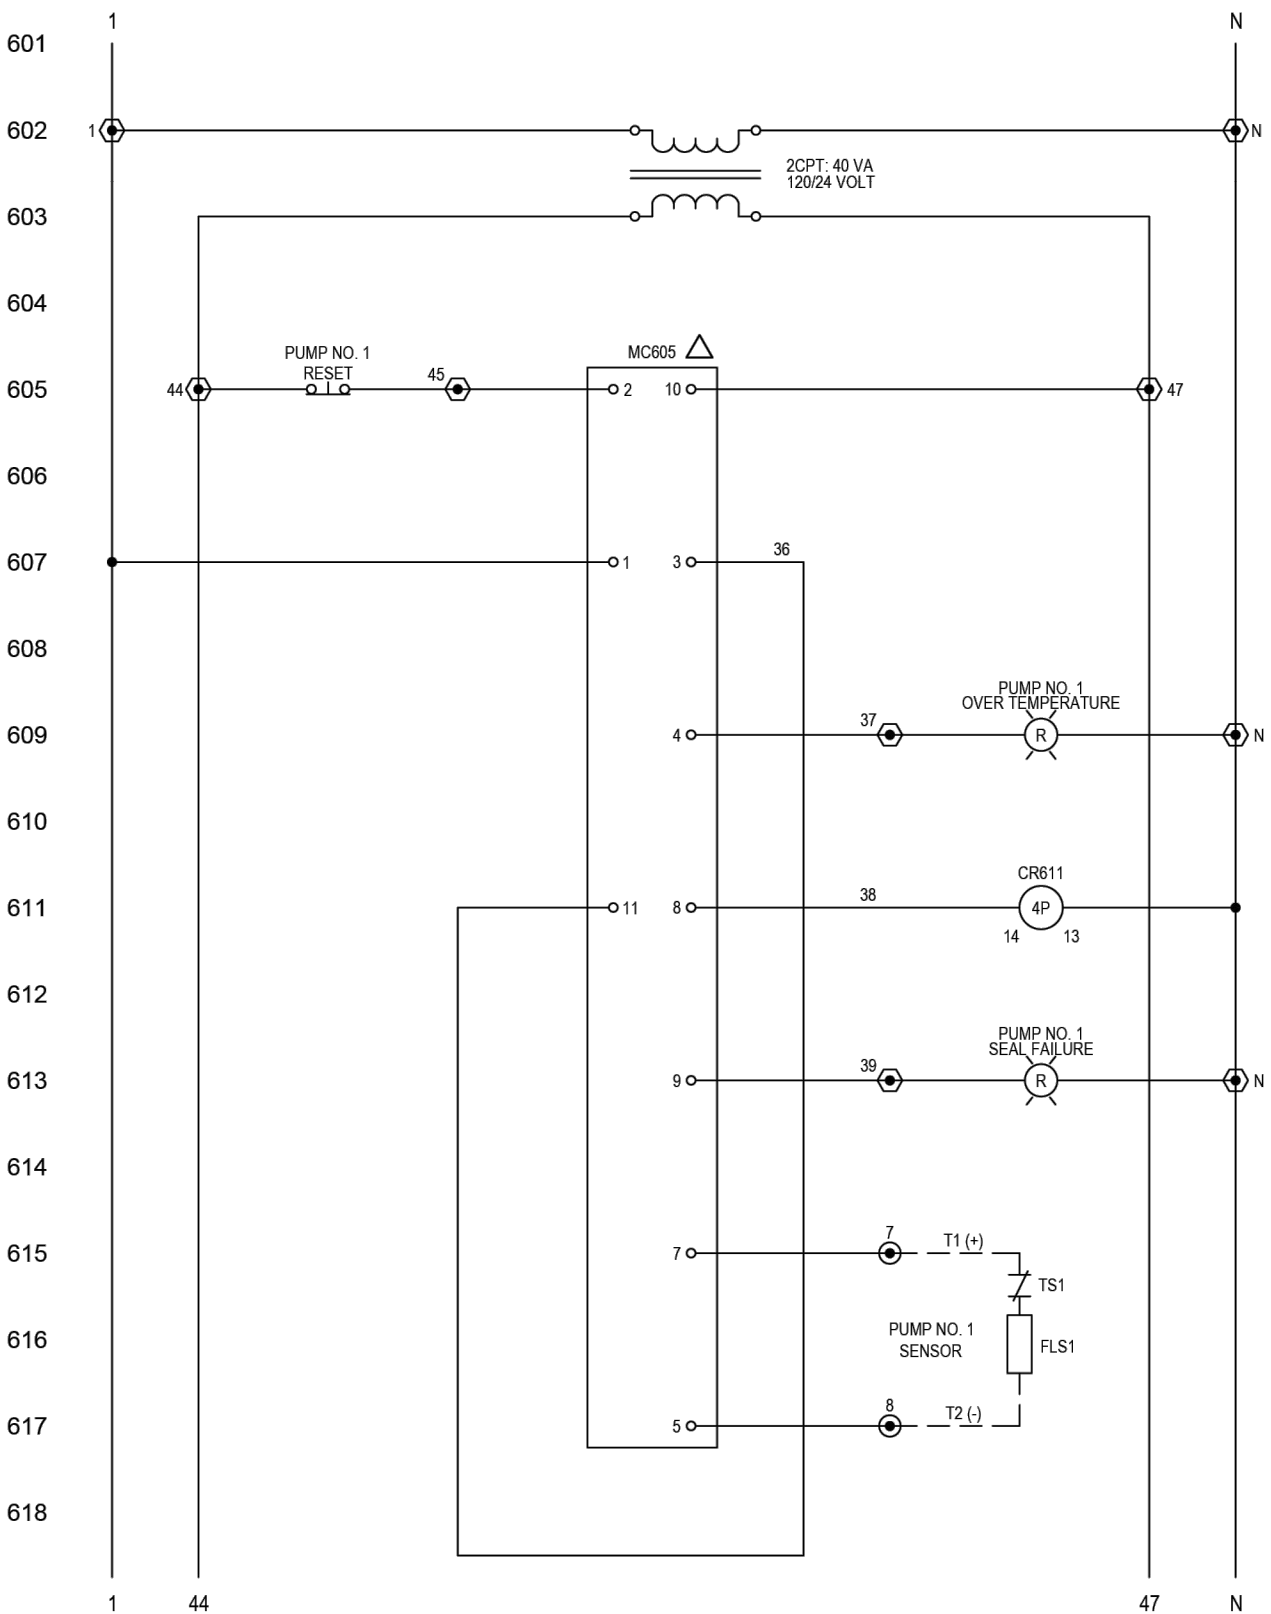 1 N
601
602 1 N
2CPT: 40 VA
120/24 VOLT
603
604
PUMP NO. 1
RESET
MC605
605 44 45 2 10 47
606
607 1 3 36
608
PUMP NO. 1
OVER TEMPERATURE
609 4 37 R N
610
CR611
611 11 8 38 4P
14 13
612
PUMP NO. 1
SEAL FAILURE
613 9 39 R N
614
615 7 7 T1 (+)
TS1
616 PUMP NO. 1
SENSOR
FLS1
617 5 8 T2 (-)
618
1 44 47 N